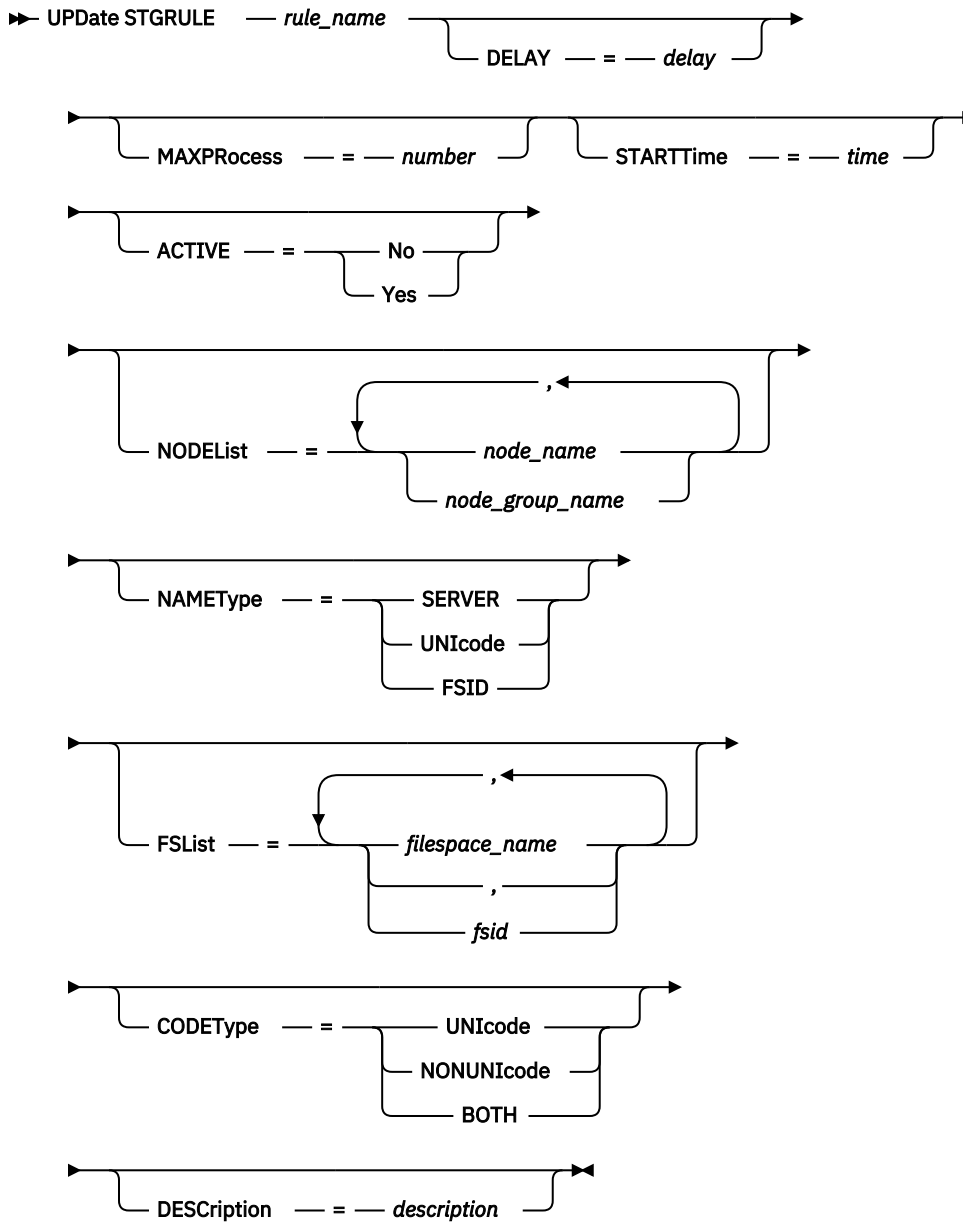 UPDate STGRULE rule_name
DELAY = delay
MAXPRocess = number STARTTime = time
ACTIVE = No
Yes
,
NODEList = node_name
node_group_name
NAMEType = SERVER
UNIcode
FSID
,
FSList = filespace_name
,
fsid
CODEType = UNIcode
NONUNIcode
BOTH
DESCription = description